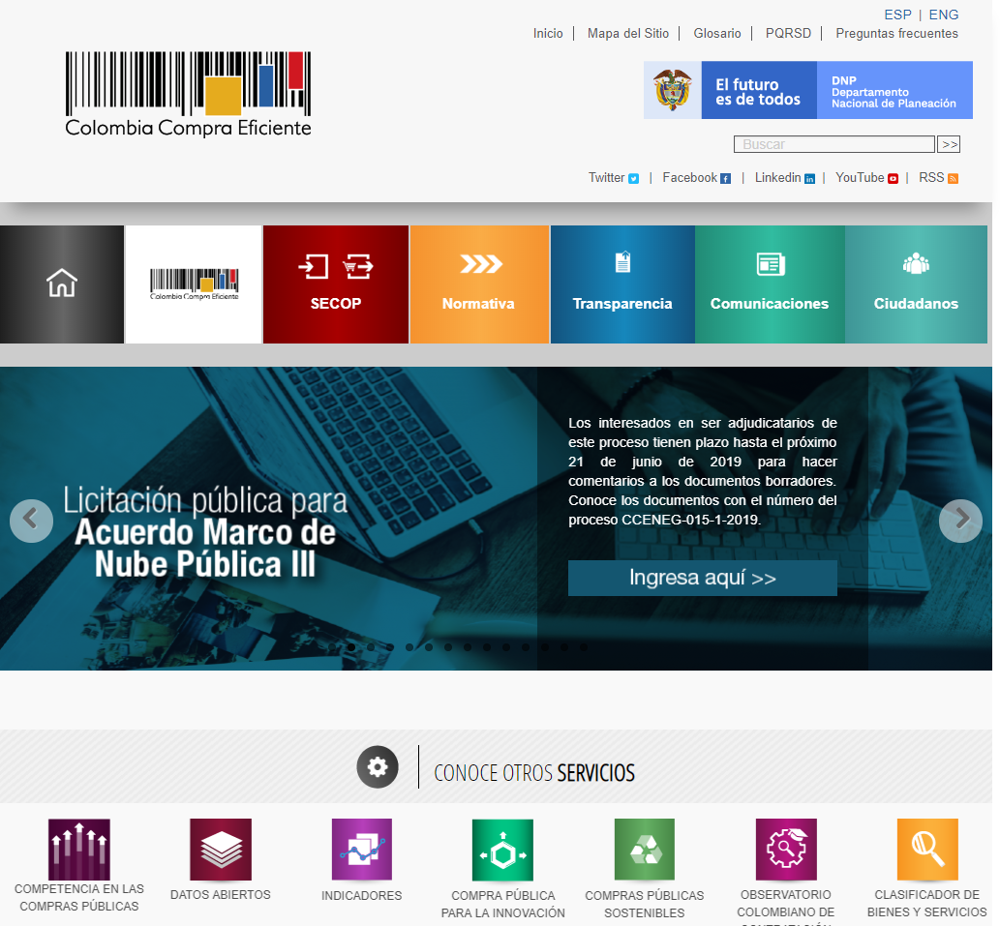 ESP | ENG
Inicio | Mapa del Sitio | Glosario | PQRSD | Preguntas frecuentes
Colombia Compra Eficiente
El futuro
es de todos
DNP
Departamento
Nacional de Planeación
Buscar >>
Twitter | Facebook | Linkedin | YouTube | RSS
Colombia Compra Eficiente
SECOP
Normativa
Transparencia
Comunicaciones
Ciudadanos
Licitación pública para
Acuerdo Marco de
Nube Pública III
Los interesados en ser adjudicatarios de
este proceso tienen plazo hasta el próximo
21 de junio de 2019 para hacer
comentarios a los documentos borradores.
Conoce los documentos con el número del
proceso CCENEG-015-1-2019.
Ingresa aquí >>
CONOCE OTROS SERVICIOS
COMPETENCIA EN LAS
COMPRAS PÚBLICAS
DATOS ABIERTOS
INDICADORES
COMPRA PÚBLICA
PARA LA INNOVACIÓN
COMPRAS PÚBLICAS
SOSTENIBLES
OBSERVATORIO
COLOMBIANO DE
CLASIFICADOR DE
BIENES Y SERVICIOS